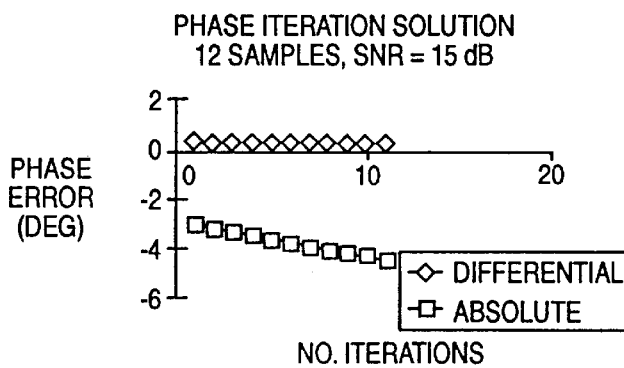 PHASE ITERATION SOLUTION
12 SAMPLES, SNR = 15 dB
2
0
-2
-4
-6
PHASE
ERROR
(DEG)
0
10
20
DIFFERENTIAL
ABSOLUTE
NO. ITERATIONS